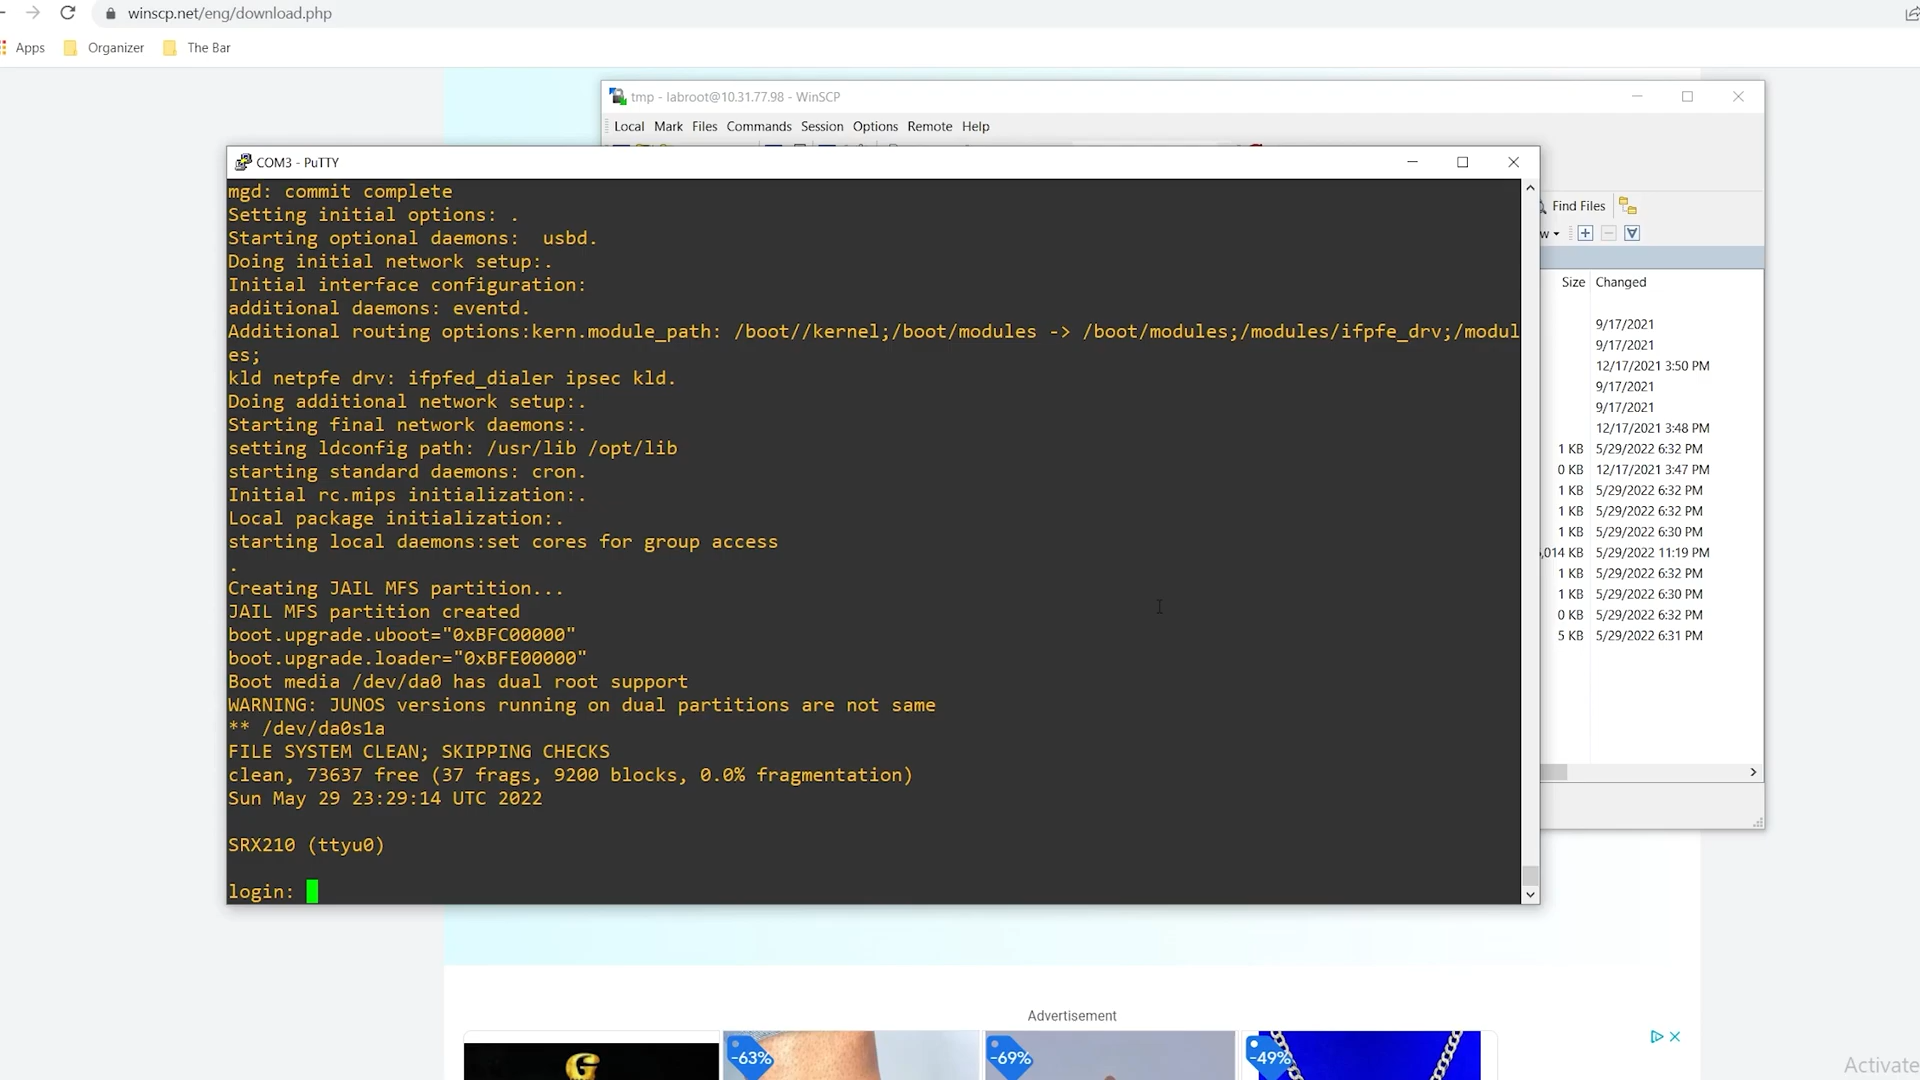 winscp.net/eng/download.php
Apps Organizer The Bar
tmp - labroot@10.31.77.98 - WinSCP
Local Mark Files Commands Session Options Remote Help
COM3 - PuTTY
mgd: commit complete
Setting initial options: .
Starting optional daemons:  usbd.
Doing initial network setup:.
Initial interface configuration:
additional daemons: eventd.
Additional routing options:kern.module_path: /boot//kernel;/boot/modules -> /boot/modules;/modules/ifpfe_drv;/modul
es;
kld netpfe drv: ifpfed_dialer ipsec kld.
Doing additional network setup:.
Starting final network daemons:.
setting ldconfig path: /usr/lib /opt/lib
starting standard daemons: cron.
Initial rc.mips initialization:.
Local package initialization:.
starting local daemons:set cores for group access
.
Creating JAIL MFS partition...
JAIL MFS partition created
boot.upgrade.uboot="0xBFC00000"
boot.upgrade.loader="0xBFE00000"
Boot media /dev/da0 has dual root support
WARNING: JUNOS versions running on dual partitions are not same
** /dev/da0s1a
FILE SYSTEM CLEAN; SKIPPING CHECKS
clean, 73637 free (37 frags, 9200 blocks, 0.0% fragmentation)
Sun May 29 23:29:14 UTC 2022
SRX210 (ttyu0)
login:
Find Files
w
Size Changed
9/17/2021
9/17/2021
12/17/2021 3:50 PM
9/17/2021
9/17/2021
12/17/2021 3:48 PM
1 KB 5/29/2022 6:32 PM
0 KB 12/17/2021 3:47 PM
1 KB 5/29/2022 6:32 PM
1 KB 5/29/2022 6:32 PM
1 KB 5/29/2022 6:30 PM
,014 KB 5/29/2022 11:19 PM
1 KB 5/29/2022 6:32 PM
1 KB 5/29/2022 6:30 PM
0 KB 5/29/2022 6:32 PM
5 KB 5/29/2022 6:31 PM
Advertisement
G -63% -69% -49%
Activate